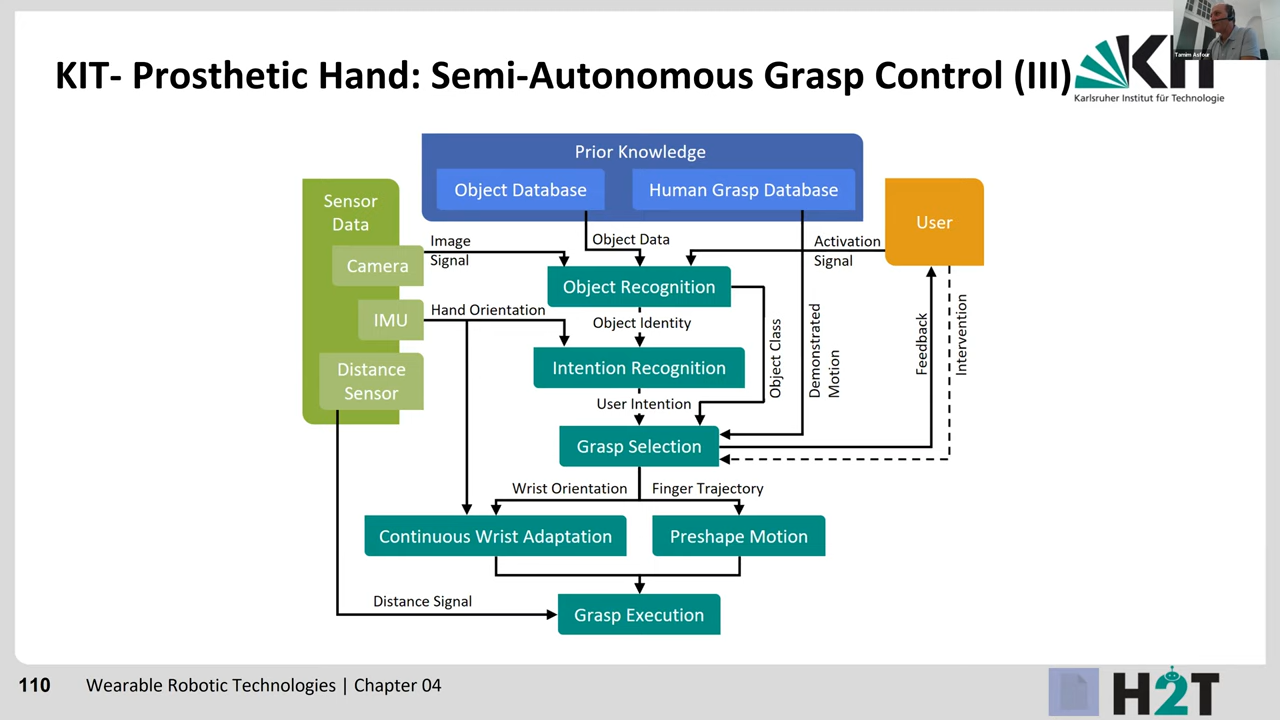 KIT- Prosthetic Hand: Semi-Autonomous Grasp Control (III)
Tamim Asfour
KIT
Karlsruher Institut für Technologie
Prior Knowledge
Object Database
Human Grasp Database
Sensor
Data
Camera
IMU
Distance
Sensor
User
Image
Signal
Object Data
Activation
Signal
Object Recognition
Hand Orientation
Object Identity
Object Class
Demonstrated
Motion
Feedback
Intervention
Intention Recognition
User Intention
Grasp Selection
Wrist Orientation
Finger Trajectory
Continuous Wrist Adaptation
Preshape Motion
Distance Signal
Grasp Execution
110
Wearable Robotic Technologies | Chapter 04
H2T